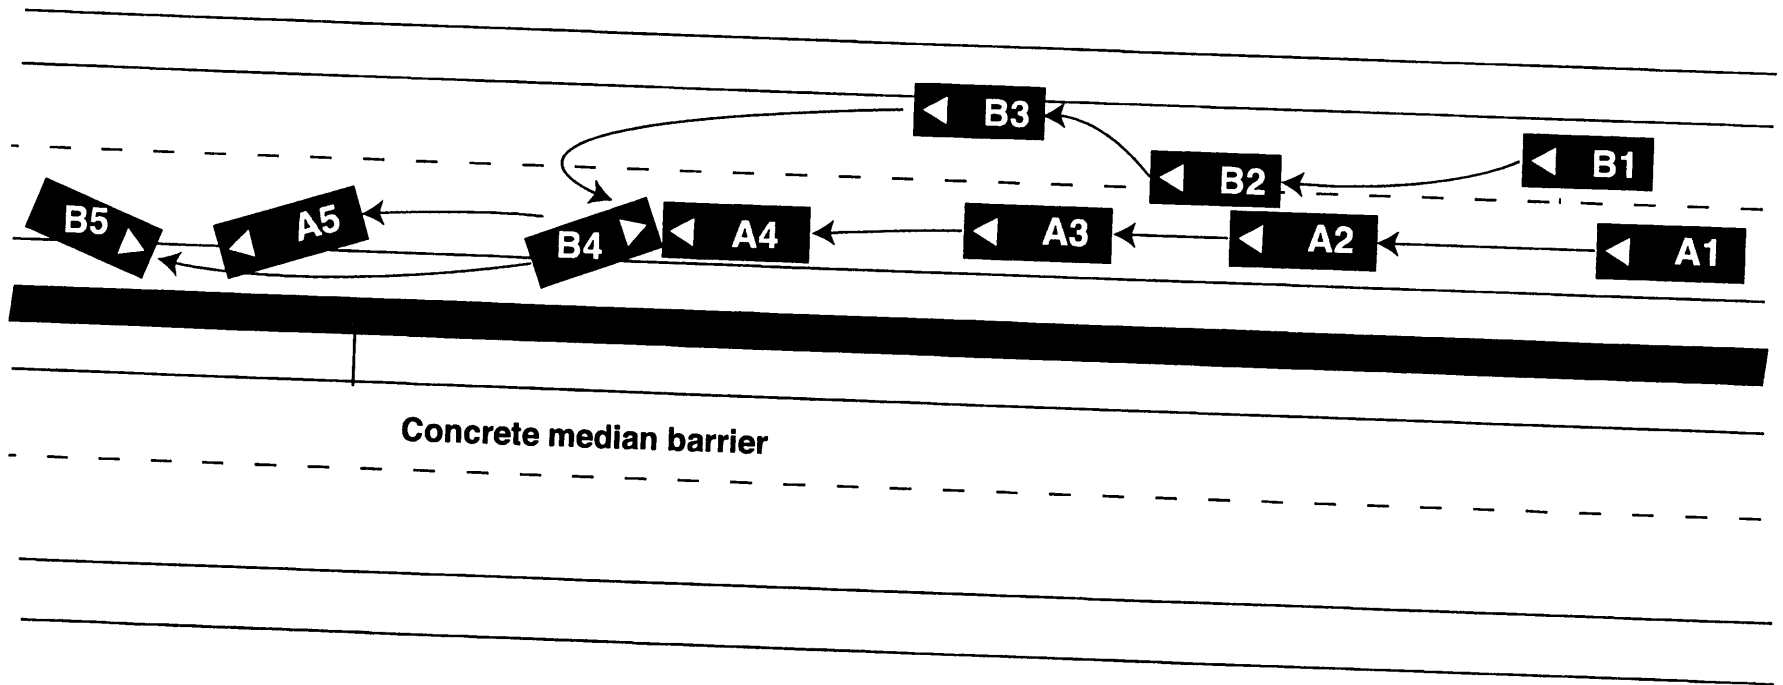 B3
B1
B2
B5
A5
B4
A4
A3
A2
A1
Concrete median barrier